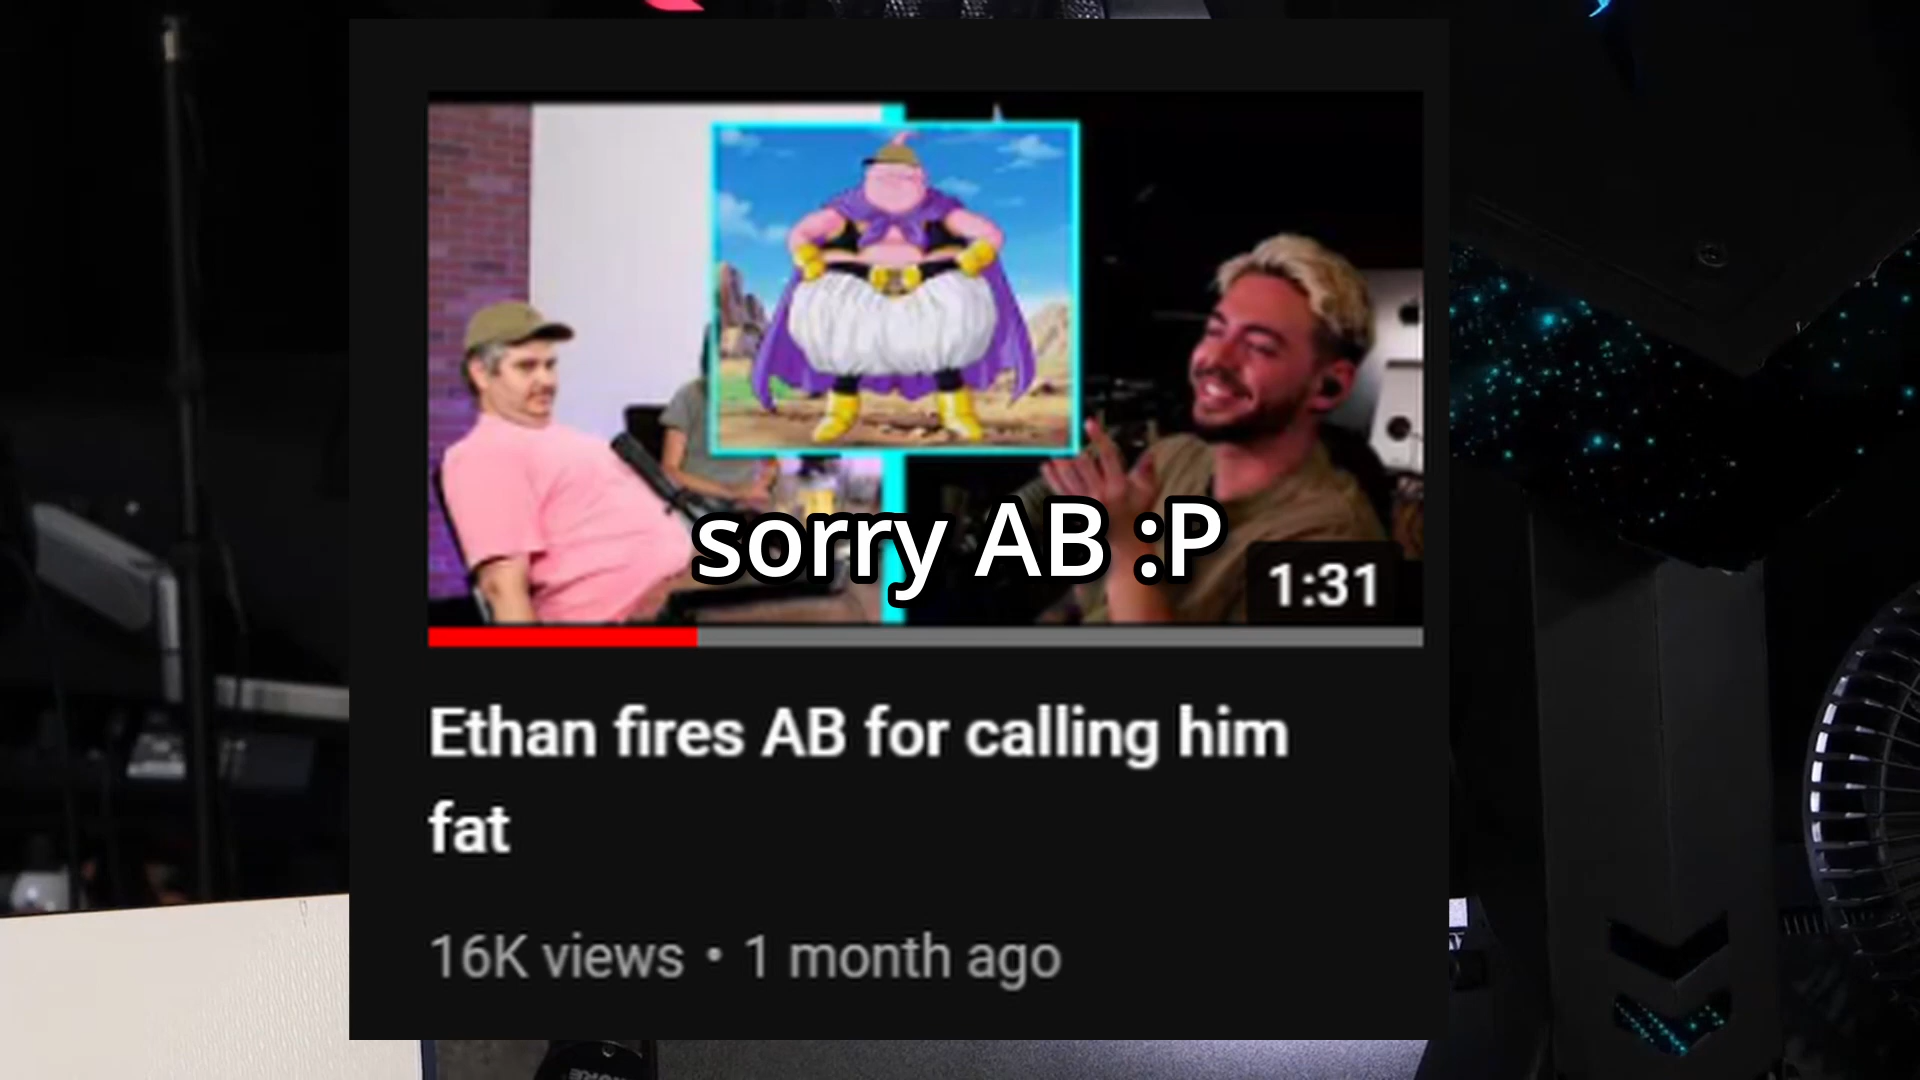 sorry AB :P
1:31
Ethan fires AB for calling him
fat
16K views • 1 month ago